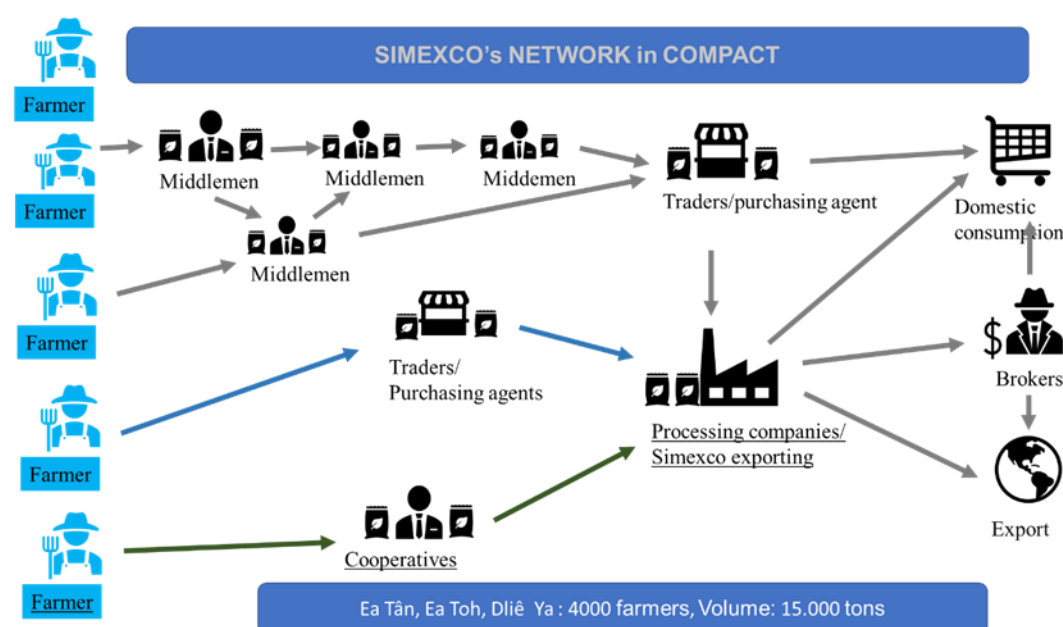 SIMEXCO's NETWORK in COMPACT
Farmer
Farmer
Farmer
Farmer
Farmer
Middlemen
Middlemen
Middemen
Middlemen
Traders/purchasing agent
Domestic
consumption
Traders/
Purchasing agents
$
Brokers
Processing companies/
Simexco exporting
Export
Cooperatives
Ea Tân, Ea Toh, Dliê Ya : 4000 farmers, Volume: 15.000 tons